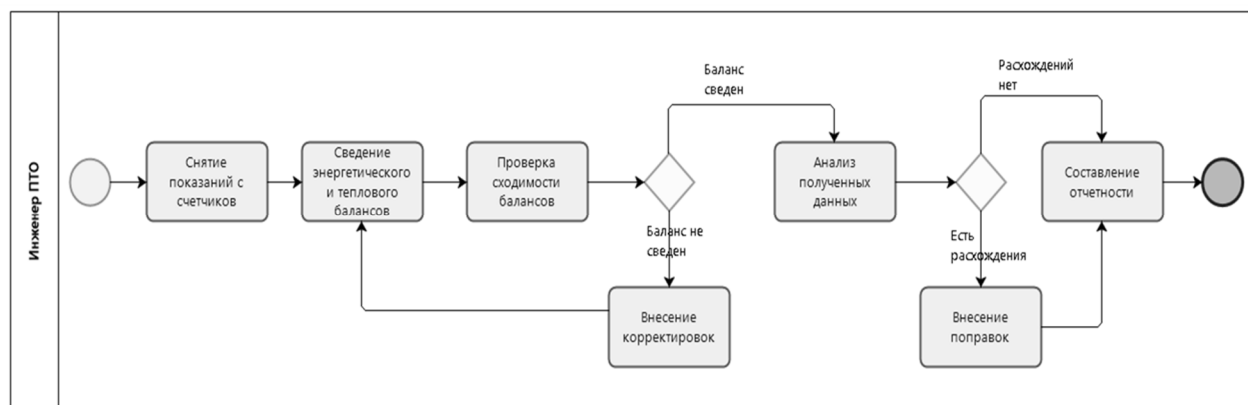 Инженер ПТО
Снятие
показаний с
счетчиков
Сведение
энергетического
и теплового
балансов
Проверка
сходимости
балансов
Баланс
сведен
Баланс не
сведен
Внесение
корректировок
Анализ
полученных
данных
Расхождений
нет
Есть
расхождения
Внесение
поправок
Составление
отчетности